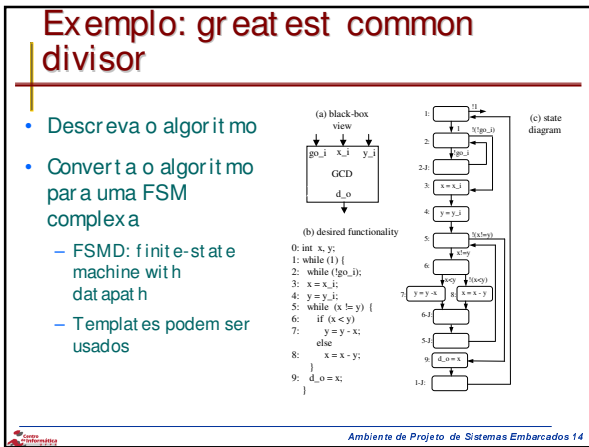 Exemplo: greatest common
divisor
• Descreva o algoritmo
• Converta o algoritmo
para uma FSM
complexa
– FSMD: finite-state
machine with
datapath
– Templates podem ser
usados
(a) black-box
view
go_i x_i y_i
GCD
d_o
(b) desired functionality
0: int x, y;
1: while (1) {
2: while (!go_i);
3: x = x_i;
4: y = y_i;
5: while (x != y) {
6: if (x < y)
7: y = y - x;
else
8: x = x - y;
}
9: d_o = x;
}
(c) state
diagram
1:
!1
1
2:
!(!go_i)
!go_i
2-J:
3: x = x_i
4: y = y_i
5:
!(x!=y)
x!=y
6:
x<y !(x<y)
7: y = y -x
8: x = x - y
6-J:
5-J:
9: d_o = x
1-J:
Centro
de Informática
Ambiente de Projeto de Sistemas Embarcados 14